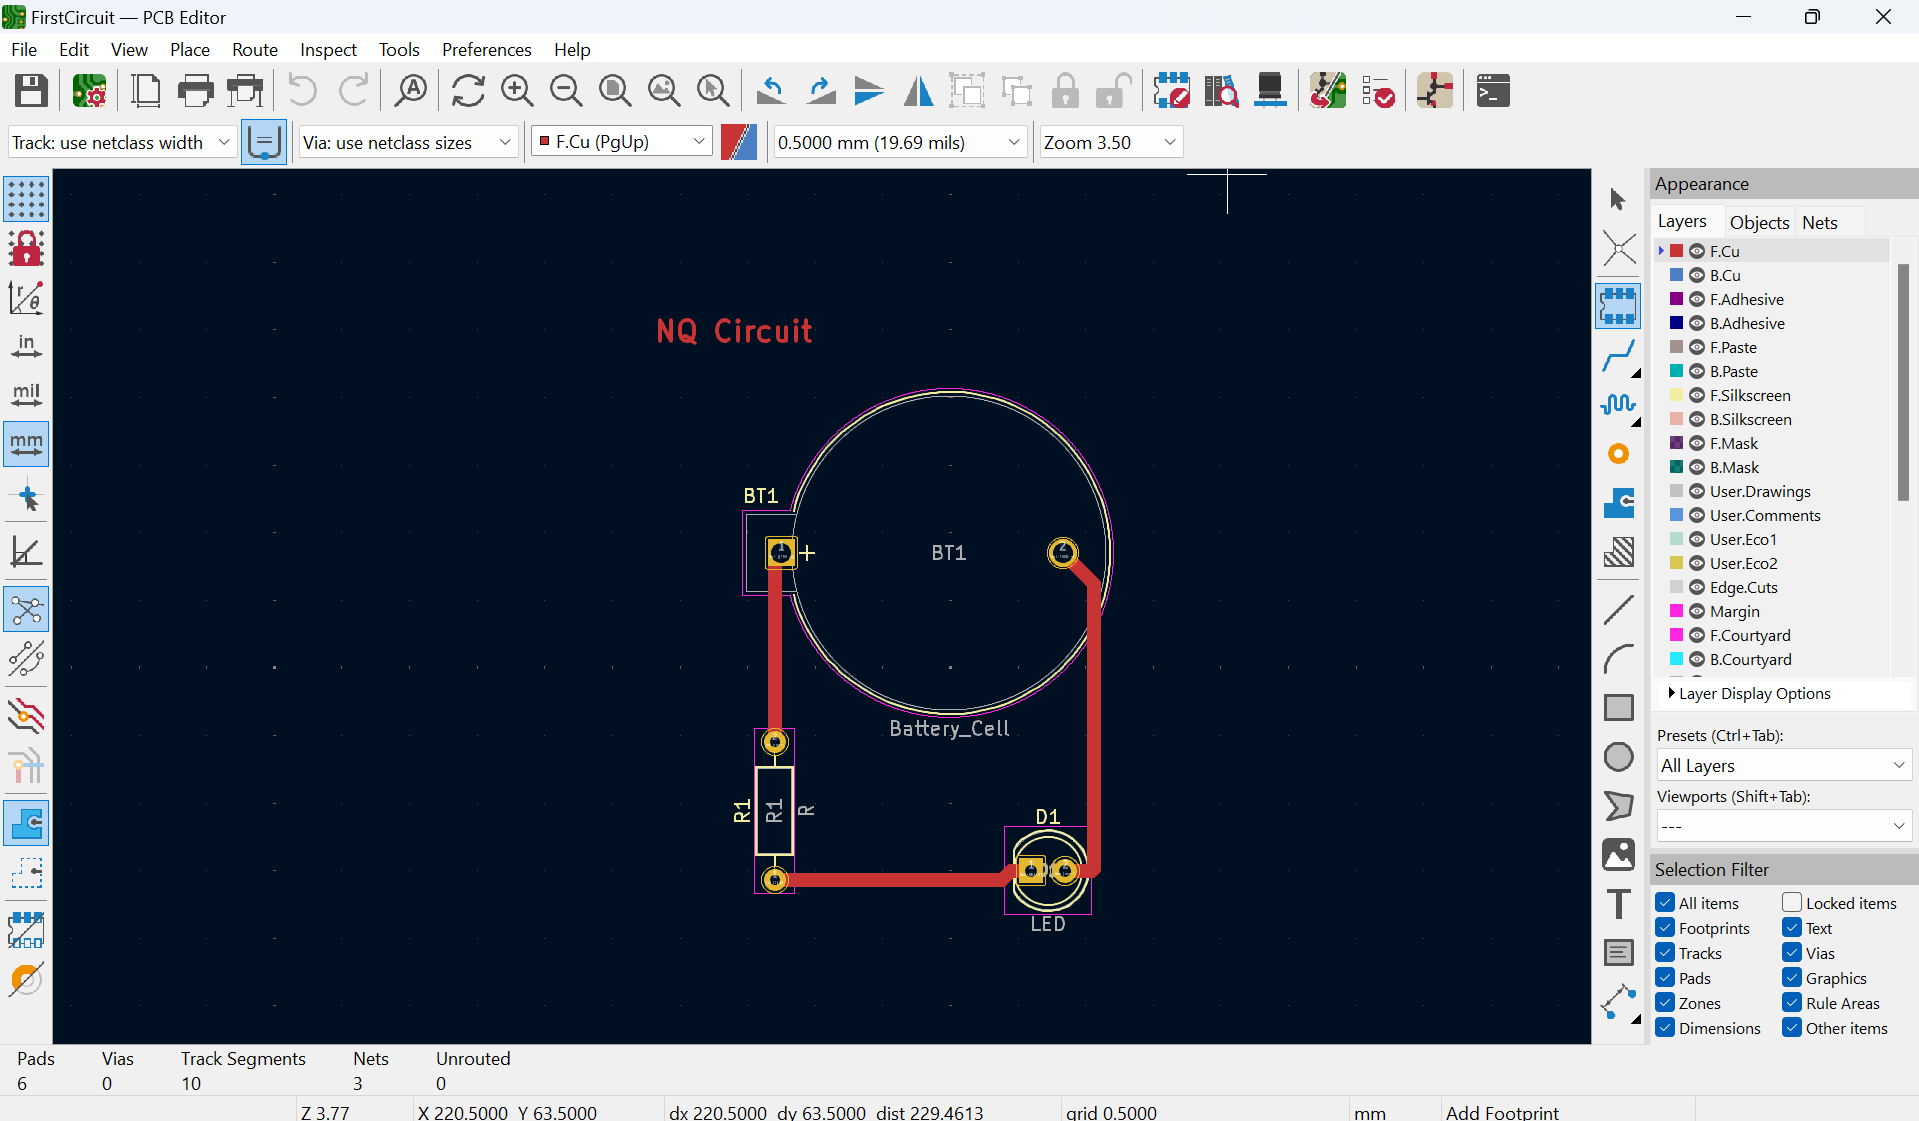 FirstCircuit — PCB Editor
File Edit View Place Route Inspect Tools Preferences Help
Track: use netclass width Via: use netclass sizes F.Cu (PgUp) 0.5000 mm (19.69 mils) Zoom 3.50
in
mil
mm
NQ Circuit
BT1
1
+
BT1
2
Battery_Cell
R1
R1
R
D1
1
2
LED
Appearance
Layers Objects Nets
F.Cu
B.Cu
F.Adhesive
B.Adhesive
F.Paste
B.Paste
F.Silkscreen
B.Silkscreen
F.Mask
B.Mask
User.Drawings
User.Comments
User.Eco1
User.Eco2
Edge.Cuts
Margin
F.Courtyard
B.Courtyard
Layer Display Options
Presets (Ctrl+Tab):
All Layers
Viewports (Shift+Tab):
---
Selection Filter
All items Locked items
Footprints Text
Tracks Vias
Pads Graphics
Zones Rule Areas
Dimensions Other items
Pads Vias Track Segments Nets Unrouted
6 0 10 3 0
Z 3.77 X 220.5000 Y 63.5000 dx 220.5000 dy 63.5000 dist 229.4613 grid 0.5000 mm Add Footprint